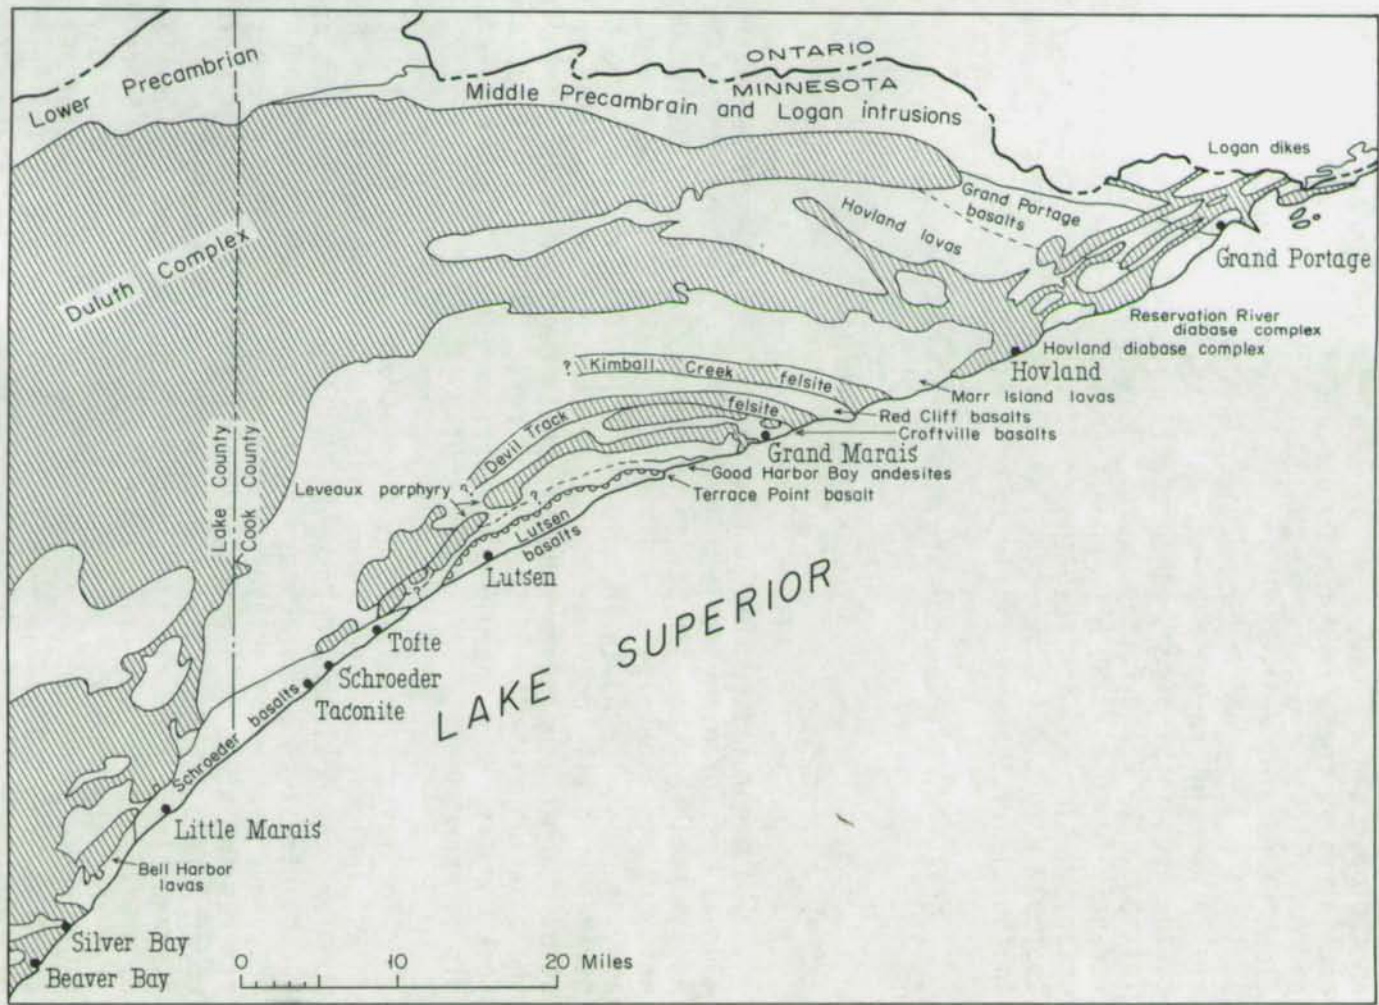 ONTARIO
MINNESOTA
Lower Precambrian
Middle Precambrain and Logan intrusions
Logan dikes
Grand Portage
basalts
Hovland lavas
Grand Portage
Duluth Complex
Reservation River
diabase complex
Hovland diabase complex
Hovland
? Kimball Creek felsite
Marr Island lavas
Devil Track felsite
Red Cliff basalts
Croftville basalts
Grand Marais
Good Harbor Bay andesites
Terrace Point basalt
Lake County
Cook County
Leveaux porphyry
?
?
Lutsen
basalts
?
Lutsen
LAKE SUPERIOR
Tofte
Schroeder
Taconite
Schroeder basalts
Little Marais
Bell Harbor
lavas
Silver Bay
Beaver Bay
0 10 20 Miles